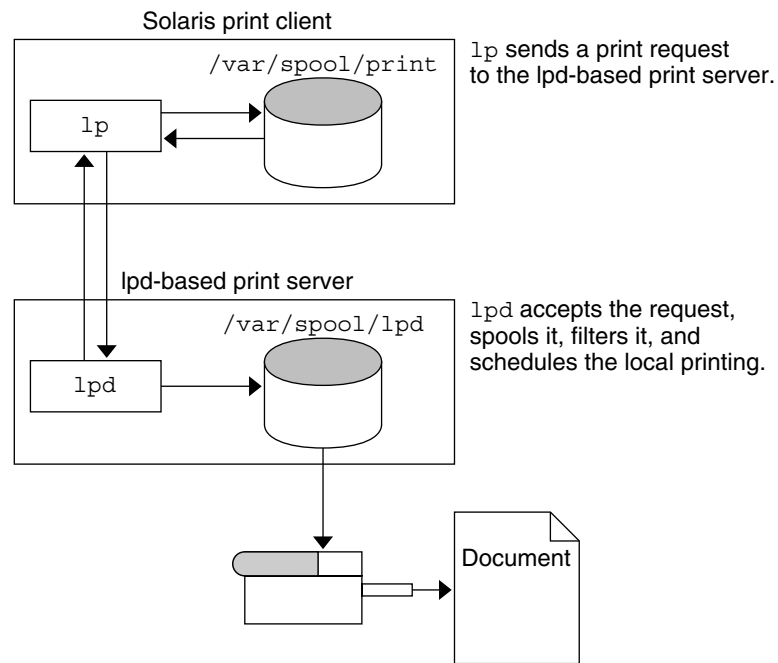 Solaris print client
/var/spool/print
lp
lp sends a print request
to the lpd-based print server.
lpd-based print server
/var/spool/lpd
lpd
lpd accepts the request,
spools it, filters it, and
schedules the local printing.
Document